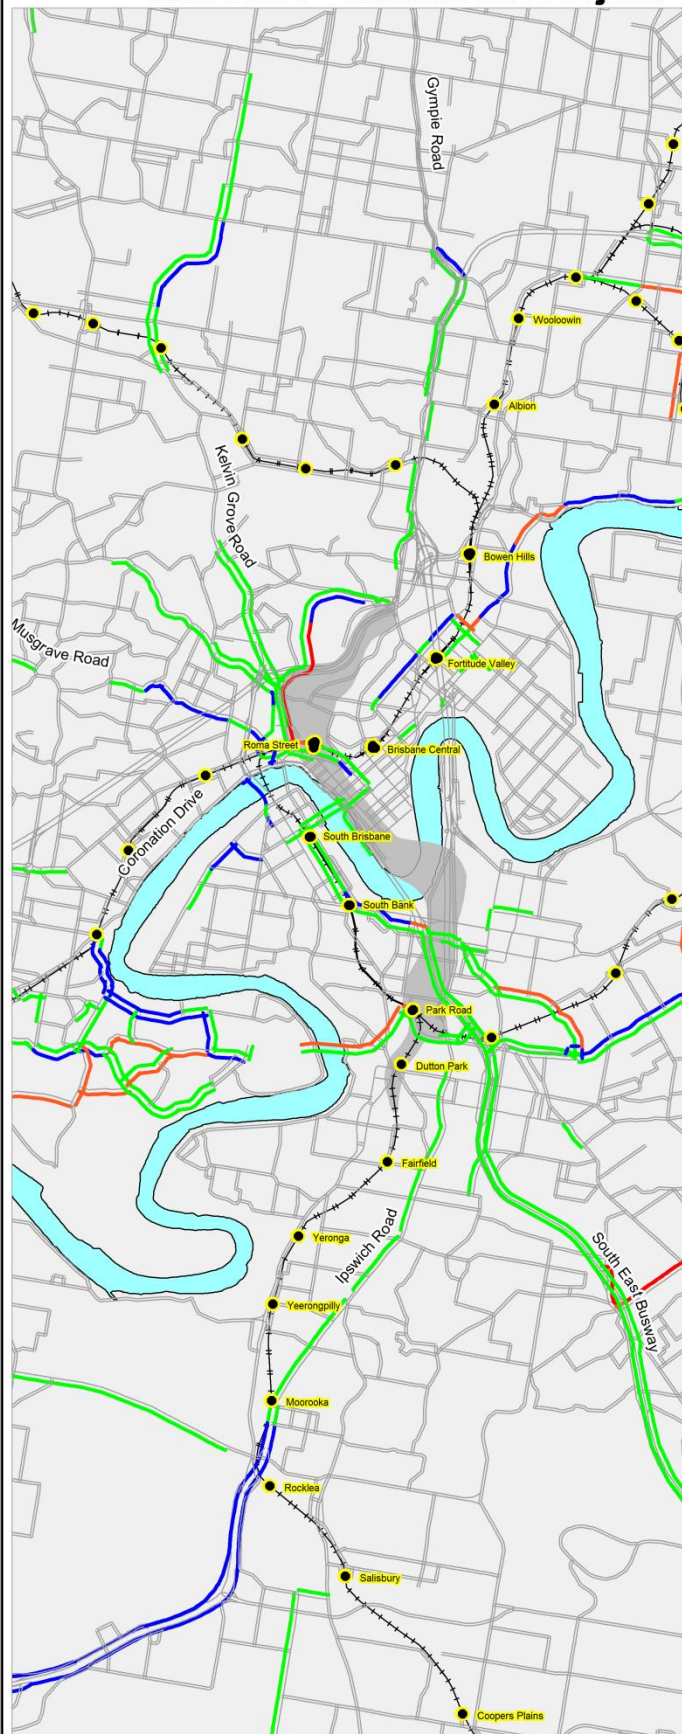 Gympie Road
Wooloowin
Albion
Kelvin Grove Road
Bowen Hills
Musgrave Road
Fortitude Valley
Roma Street
Brisbane Central
Coronation Drive
South Brisbane
South Bank
Park Road
Dutton Park
Fairfield
Yeronga
Ipswich Road
South East Busway
Yeerongpilly
Moorooka
Rocklea
Salisbury
Coopers Plains